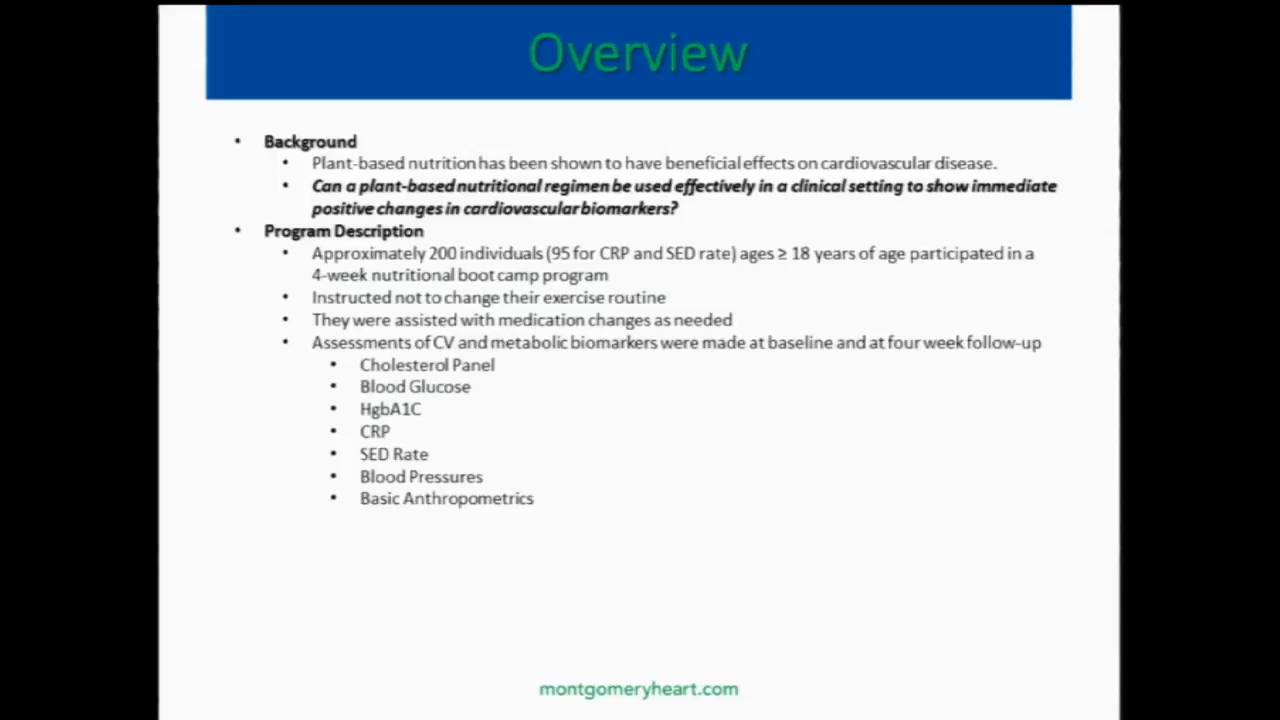 Overview
• Background
• Plant-based nutrition has been shown to have beneficial effects on cardiovascular disease.
• Can a plant-based nutritional regimen be used effectively in a clinical setting to show immediate
positive changes in cardiovascular biomarkers?
• Program Description
• Approximately 200 individuals (95 for CRP and SED rate) ages ≥ 18 years of age participated in a
4-week nutritional boot camp program
• Instructed not to change their exercise routine
• They were assisted with medication changes as needed
• Assessments of CV and metabolic biomarkers were made at baseline and at four week follow-up
• Cholesterol Panel
• Blood Glucose
• HgbA1C
• CRP
• SED Rate
• Blood Pressures
• Basic Anthropometrics
montgomeryheart.com